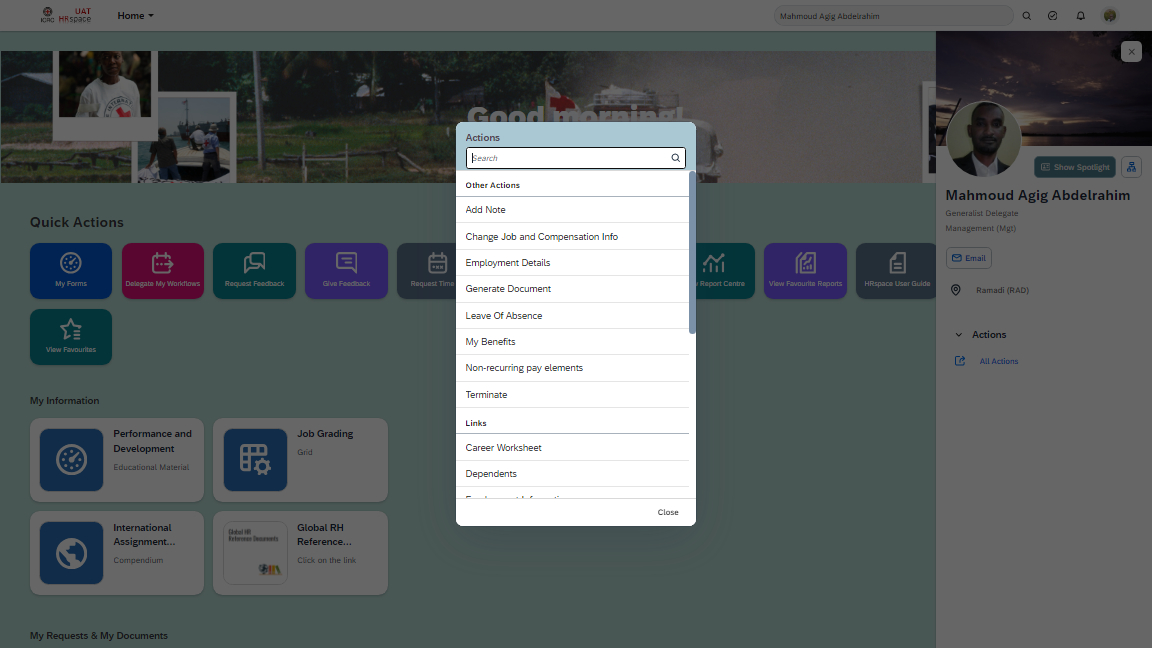 ICRC
UAT
HRspace
Home
Mahmoud Agig Abdelrahim
Good morning!
Actions
Search
Other Actions
Add Note
Change Job and Compensation Info
Employment Details
Generate Document
Leave Of Absence
My Benefits
Non-recurring pay elements
Terminate
Links
Career Worksheet
Dependents
Close
Quick Actions
My Forms
Delegate My Workflows
Request Feedback
Give Feedback
Request Time
Report Centre
View Favourite Reports
HRspace User Guide
View Favourites
My Information
Performance and
Development
Educational Material
Job Grading
Grid
International
Assignment...
Compendium
Global HR
Reference Documents
Global RH
Reference...
Click on the link
My Requests & My Documents
Show Spotlight
Mahmoud Agig Abdelrahim
Generalist Delegate
Management (Mgt)
Email
Ramadi (RAD)
Actions
All Actions